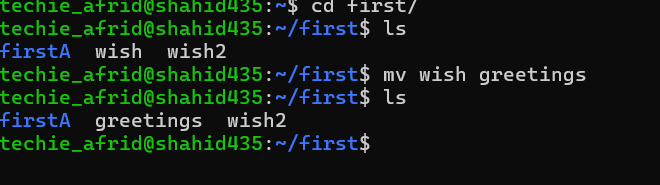 techie_afrid@shahid435:~$ cd first/
techie_afrid@shahid435:~/first$ ls
firstA  wish  wish2
techie_afrid@shahid435:~/first$ mv wish greetings
techie_afrid@shahid435:~/first$ ls
firstA  greetings  wish2
techie_afrid@shahid435:~/first$